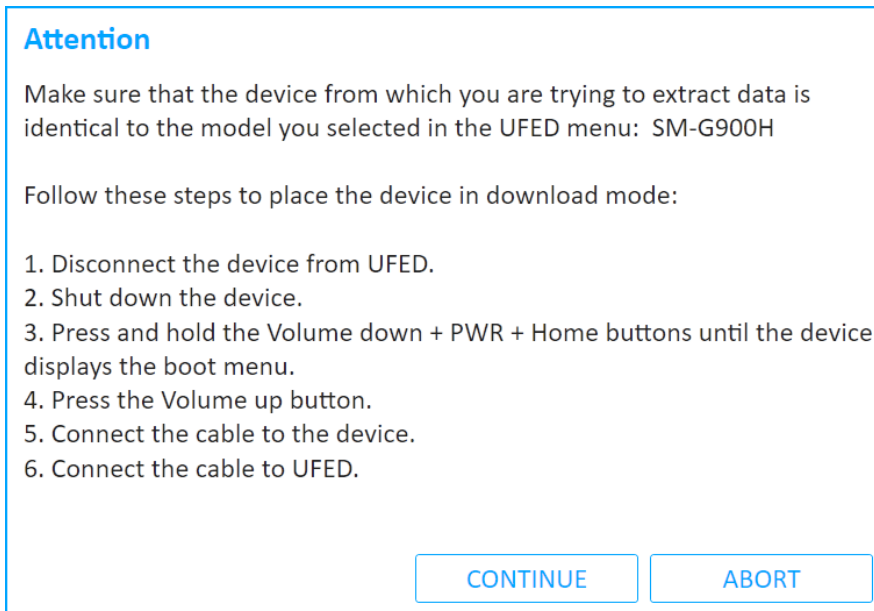 Attention
Make sure that the device from which you are trying to extract data is
identical to the model you selected in the UFED menu:  SM-G900H
Follow these steps to place the device in download mode:
1. Disconnect the device from UFED.
2. Shut down the device.
3. Press and hold the Volume down + PWR + Home buttons until the device
displays the boot menu.
4. Press the Volume up button.
5. Connect the cable to the device.
6. Connect the cable to UFED.
CONTINUE ABORT